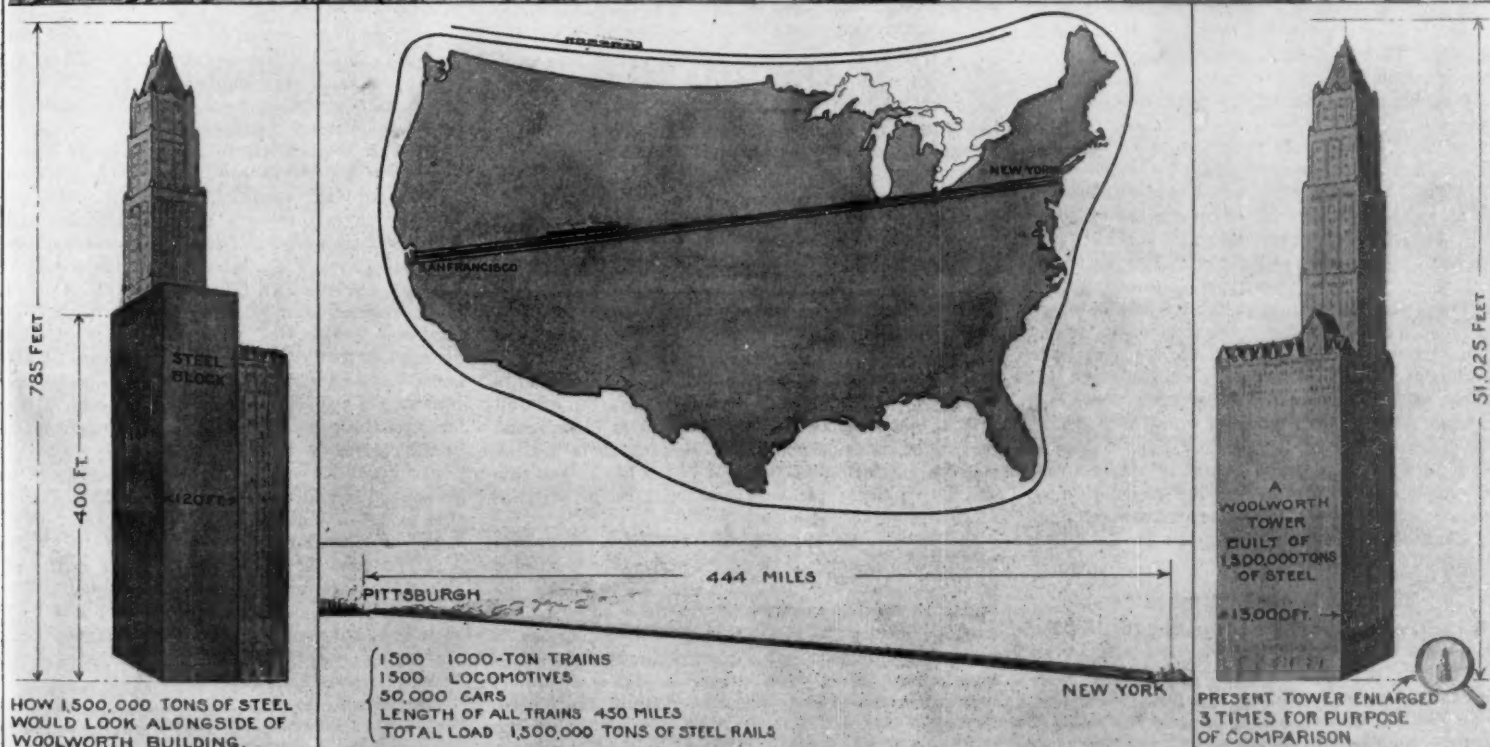 785 FEET
400 FT.
STEEL
BLOCK
120 FT.
HOW 1,500,000 TONS OF STEEL
WOULD LOOK ALONGSIDE OF
WOOLWORTH BUILDING.
NEW YORK
SAN FRANCISCO
444 MILES
PITTSBURGH
1500 1000-TON TRAINS
1500 LOCOMOTIVES
50,000 CARS
LENGTH OF ALL TRAINS 450 MILES
TOTAL LOAD 1,500,000 TONS OF STEEL RAILS
NEW YORK
51,025 FEET
A
WOOLWORTH
TOWER
BUILT OF
1,500,000 TONS
OF STEEL
13,000 FT.
PRESENT TOWER ENLARGED
3 TIMES FOR PURPOSE
OF COMPARISON